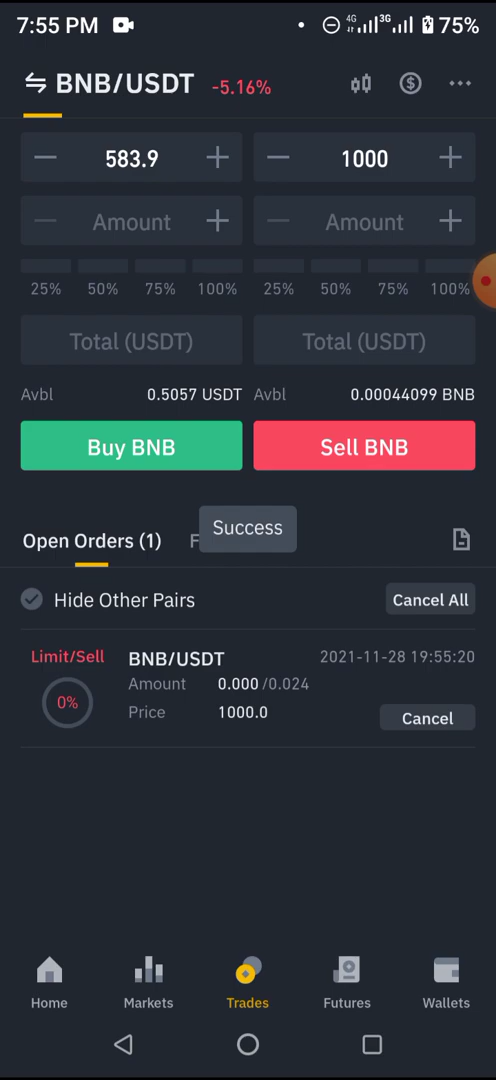 7:55 PM 4G 3G 75%
BNB/USDT -5.16%
583.9 1000
Amount Amount
25% 50% 75% 100% 25% 50% 75% 100%
Total (USDT) Total (USDT)
Avbl 0.5057 USDT Avbl 0.00044099 BNB
Buy BNB Sell BNB
Success
Open Orders (1) F
Hide Other Pairs Cancel All
Limit/Sell BNB/USDT 2021-11-28 19:55:20
Amount 0.000 /0.024
0%
Price 1000.0
Cancel
Home Markets Trades Futures Wallets